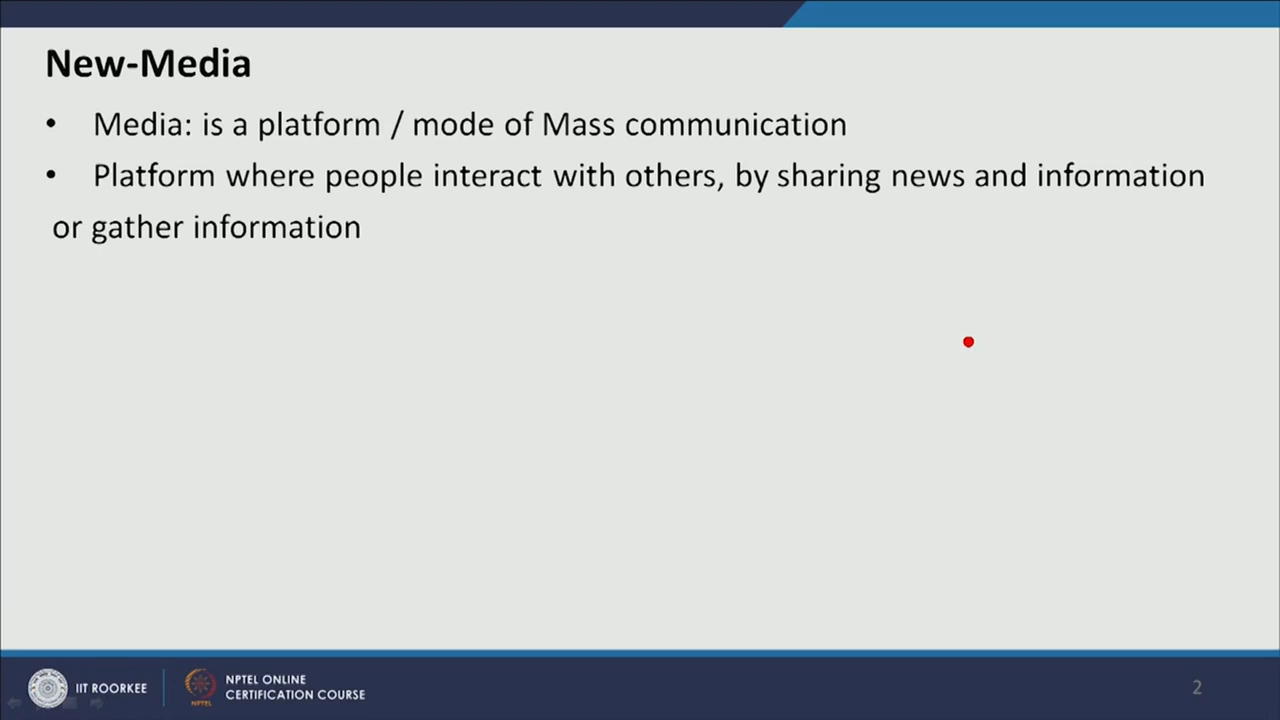 New-Media
• Media: is a platform / mode of Mass communication
• Platform where people interact with others, by sharing news and information
or gather information
IIT ROORKEE
NPTEL
NPTEL ONLINE
CERTIFICATION COURSE
2